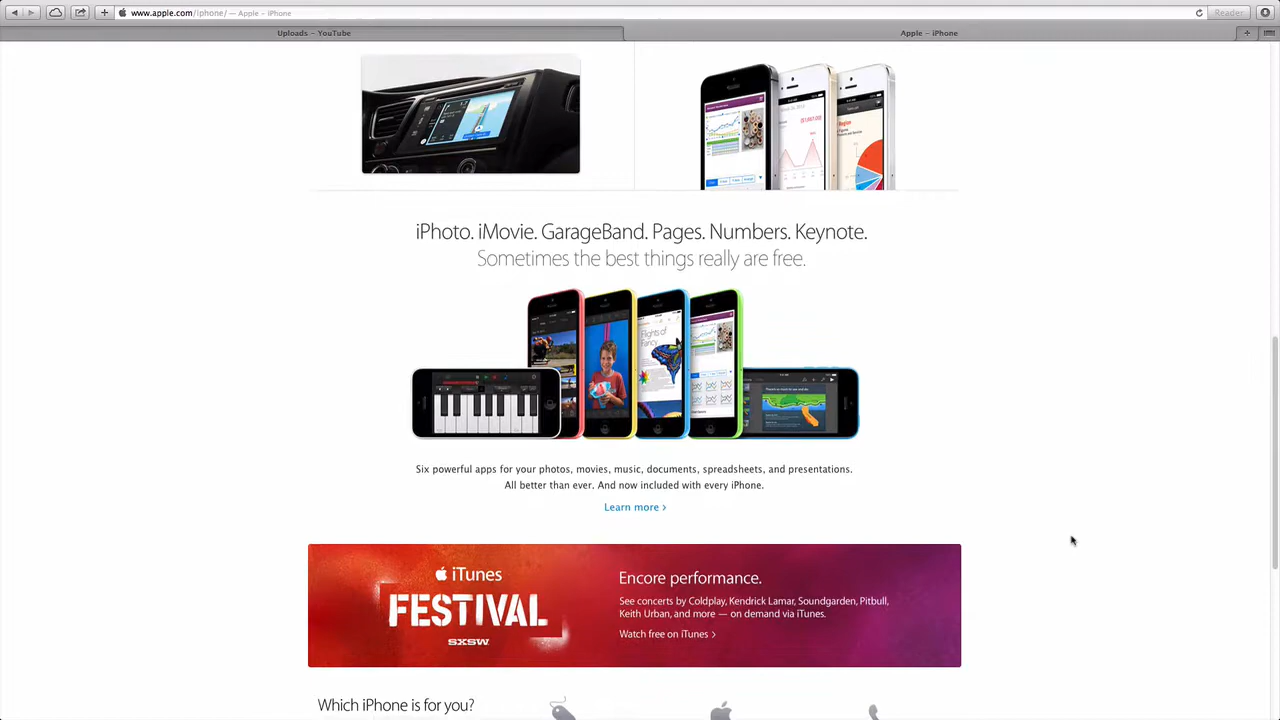 www.apple.com/iphone/ — Apple – iPhone
Reader
Uploads – YouTube
Apple – iPhone
iPhoto. iMovie. GarageBand. Pages. Numbers. Keynote.
Sometimes the best things really are free.
Six powerful apps for your photos, movies, music, documents, spreadsheets, and presentations.
All better than ever. And now included with every iPhone.
Learn more >
iTunes
FESTIVAL
SXSW
Encore performance.
See concerts by Coldplay, Kendrick Lamar, Soundgarden, Pitbull,
Keith Urban, and more — on demand via iTunes.
Watch free on iTunes >
Which iPhone is for you?